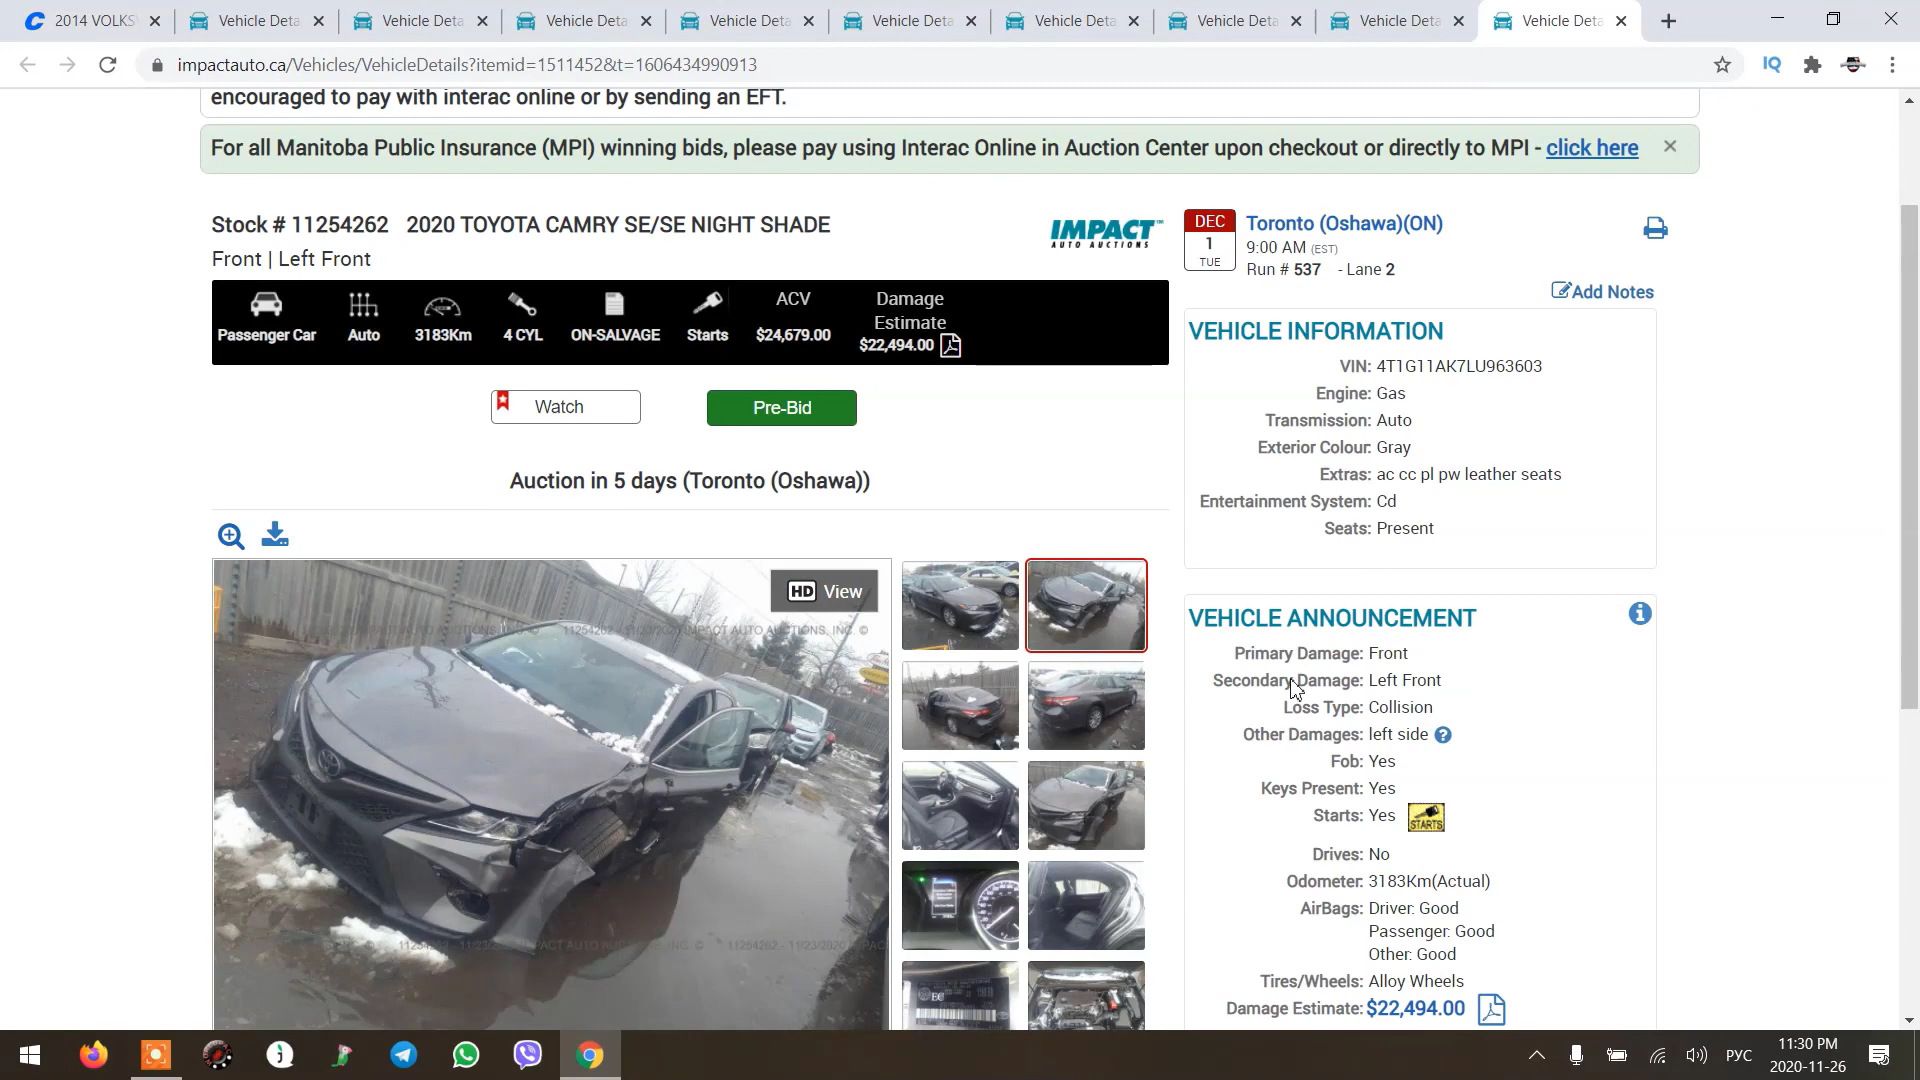 2014 VOLKS
Vehicle Deta
Vehicle Deta
Vehicle Deta
Vehicle Deta
Vehicle Deta
Vehicle Deta
Vehicle Deta
Vehicle Deta
Vehicle Deta
impactauto.ca/Vehicles/VehicleDetails?itemid=1511452&t=1606434990913
IQ
encouraged to pay with interac online or by sending an EFT.
For all Manitoba Public Insurance (MPI) winning bids, please pay using Interac Online in Auction Center upon checkout or directly to MPI - click here
Stock # 11254262 2020 TOYOTA CAMRY SE/SE NIGHT SHADE
Front | Left Front
IMPACT™
AUTO AUCTIONS
DEC
1
TUE
Toronto (Oshawa)(ON)
9:00 AM (EST)
Run # 537 - Lane 2
Add Notes
Passenger Car
Auto
3183Km
4 CYL
ON-SALVAGE
Starts
ACV
$24,679.00
Damage
Estimate
$22,494.00
Watch
Pre-Bid
Auction in 5 days (Toronto (Oshawa))
HD View
VEHICLE INFORMATION
VIN: 4T1G11AK7LU963603
Engine: Gas
Transmission: Auto
Exterior Colour: Gray
Extras: ac cc pl pw leather seats
Entertainment System: Cd
Seats: Present
VEHICLE ANNOUNCEMENT
Primary Damage: Front
Secondary Damage: Left Front
Loss Type: Collision
Other Damages: left side
Fob: Yes
Keys Present: Yes
Starts: Yes
STARTS
Drives: No
Odometer: 3183Km(Actual)
AirBags: Driver: Good
Passenger: Good
Other: Good
Tires/Wheels: Alloy Wheels
Damage Estimate: $22,494.00
РУС
11:30 PM
2020-11-26